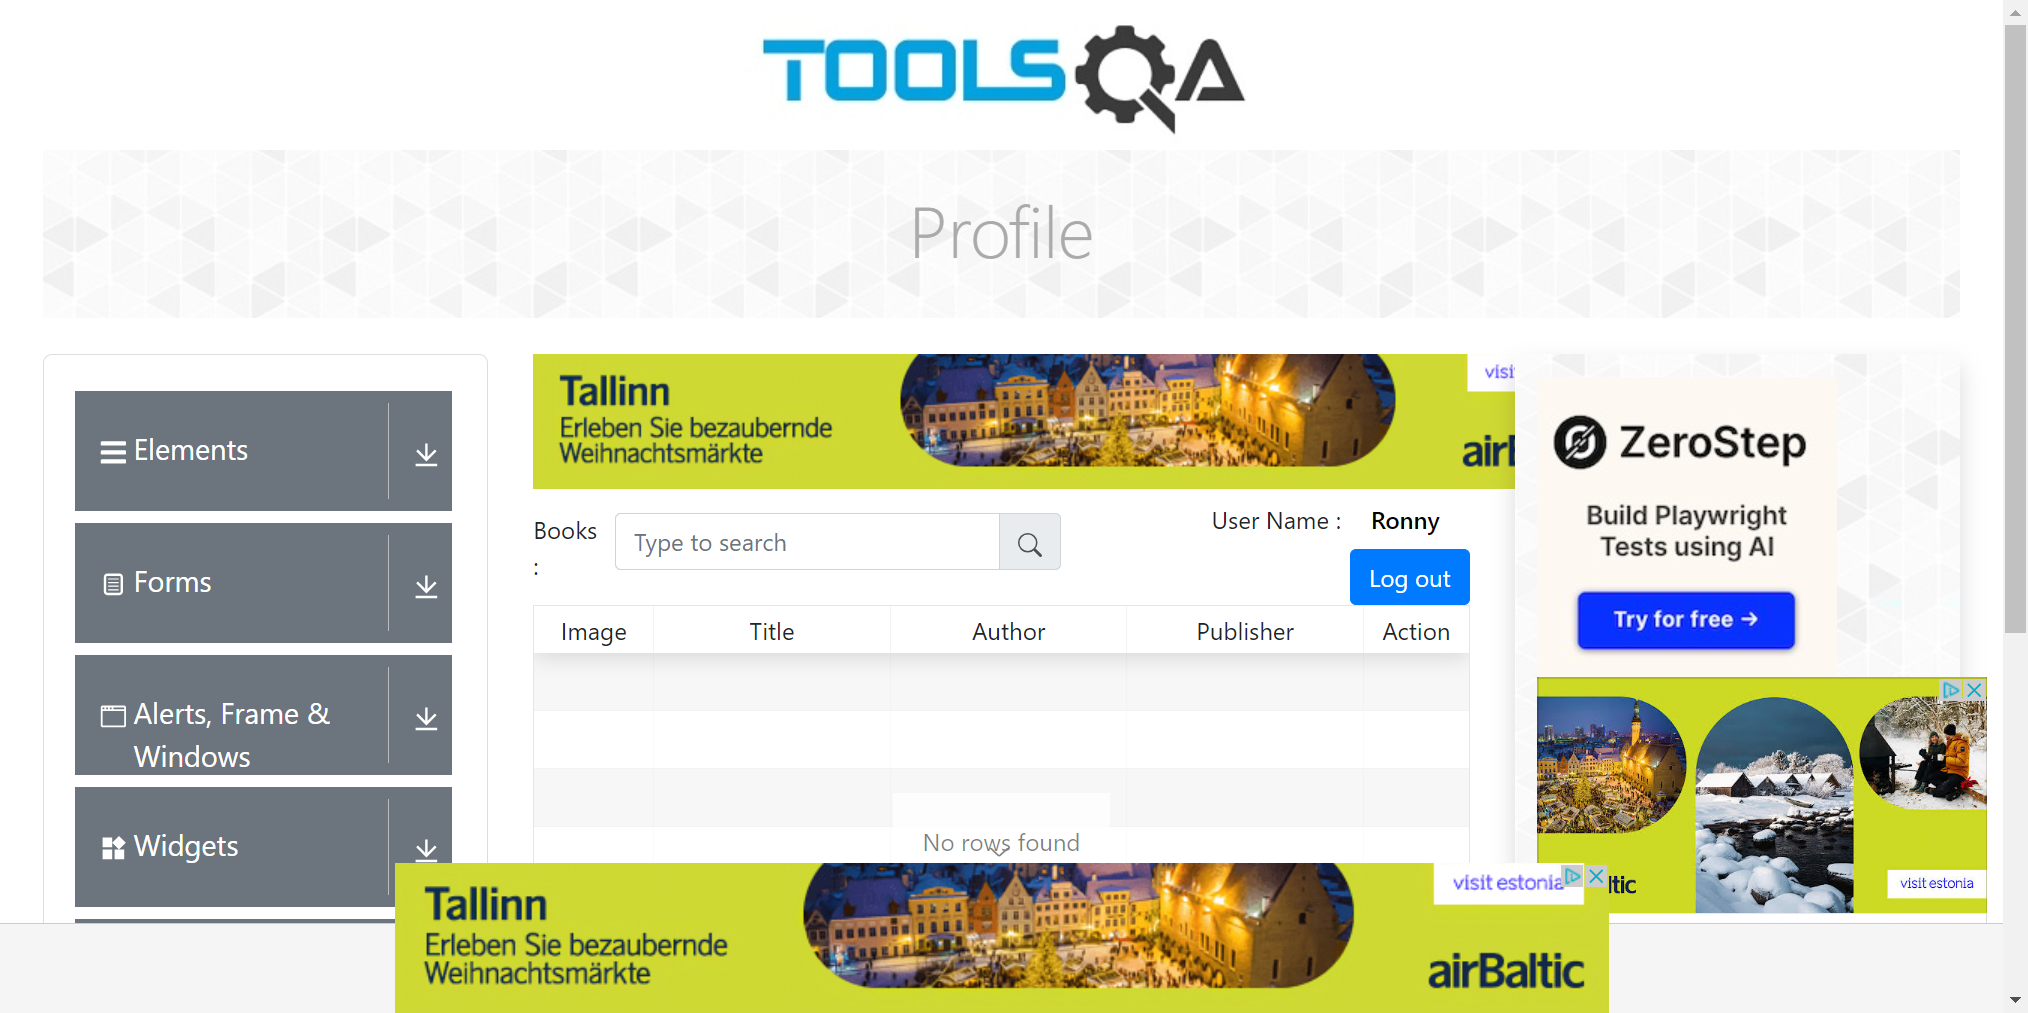 TOOLSQA
Profile
Elements
Forms
Alerts, Frame &
Windows
Widgets
Tallinn
Erleben Sie bezaubernde
Weihnachtsmärkte
visi
airB
Books
:
Type to search
User Name :
Ronny
Log out
Image
Title
Author
Publisher
Action
No rows found
ZeroStep
Build Playwright
Tests using AI
Try for free →
visit estonia
ltic
Tallinn
Erleben Sie bezaubernde
Weihnachtsmärkte
visit estonia
airBaltic